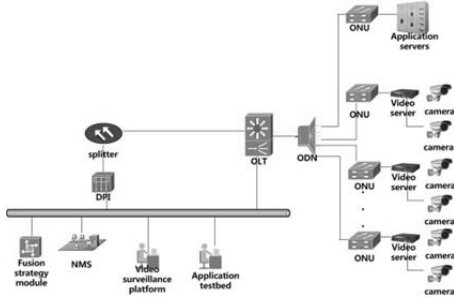 ONU
Application
servers
ONU
Video
server
camera
camera
splitter
OLT
ODN
DPI
ONU
Video
server
camera
camera
Fusion
strategy
module
NMS
Video
surveillance
platform
Application
testbed
ONU
Video
server
camera
camera